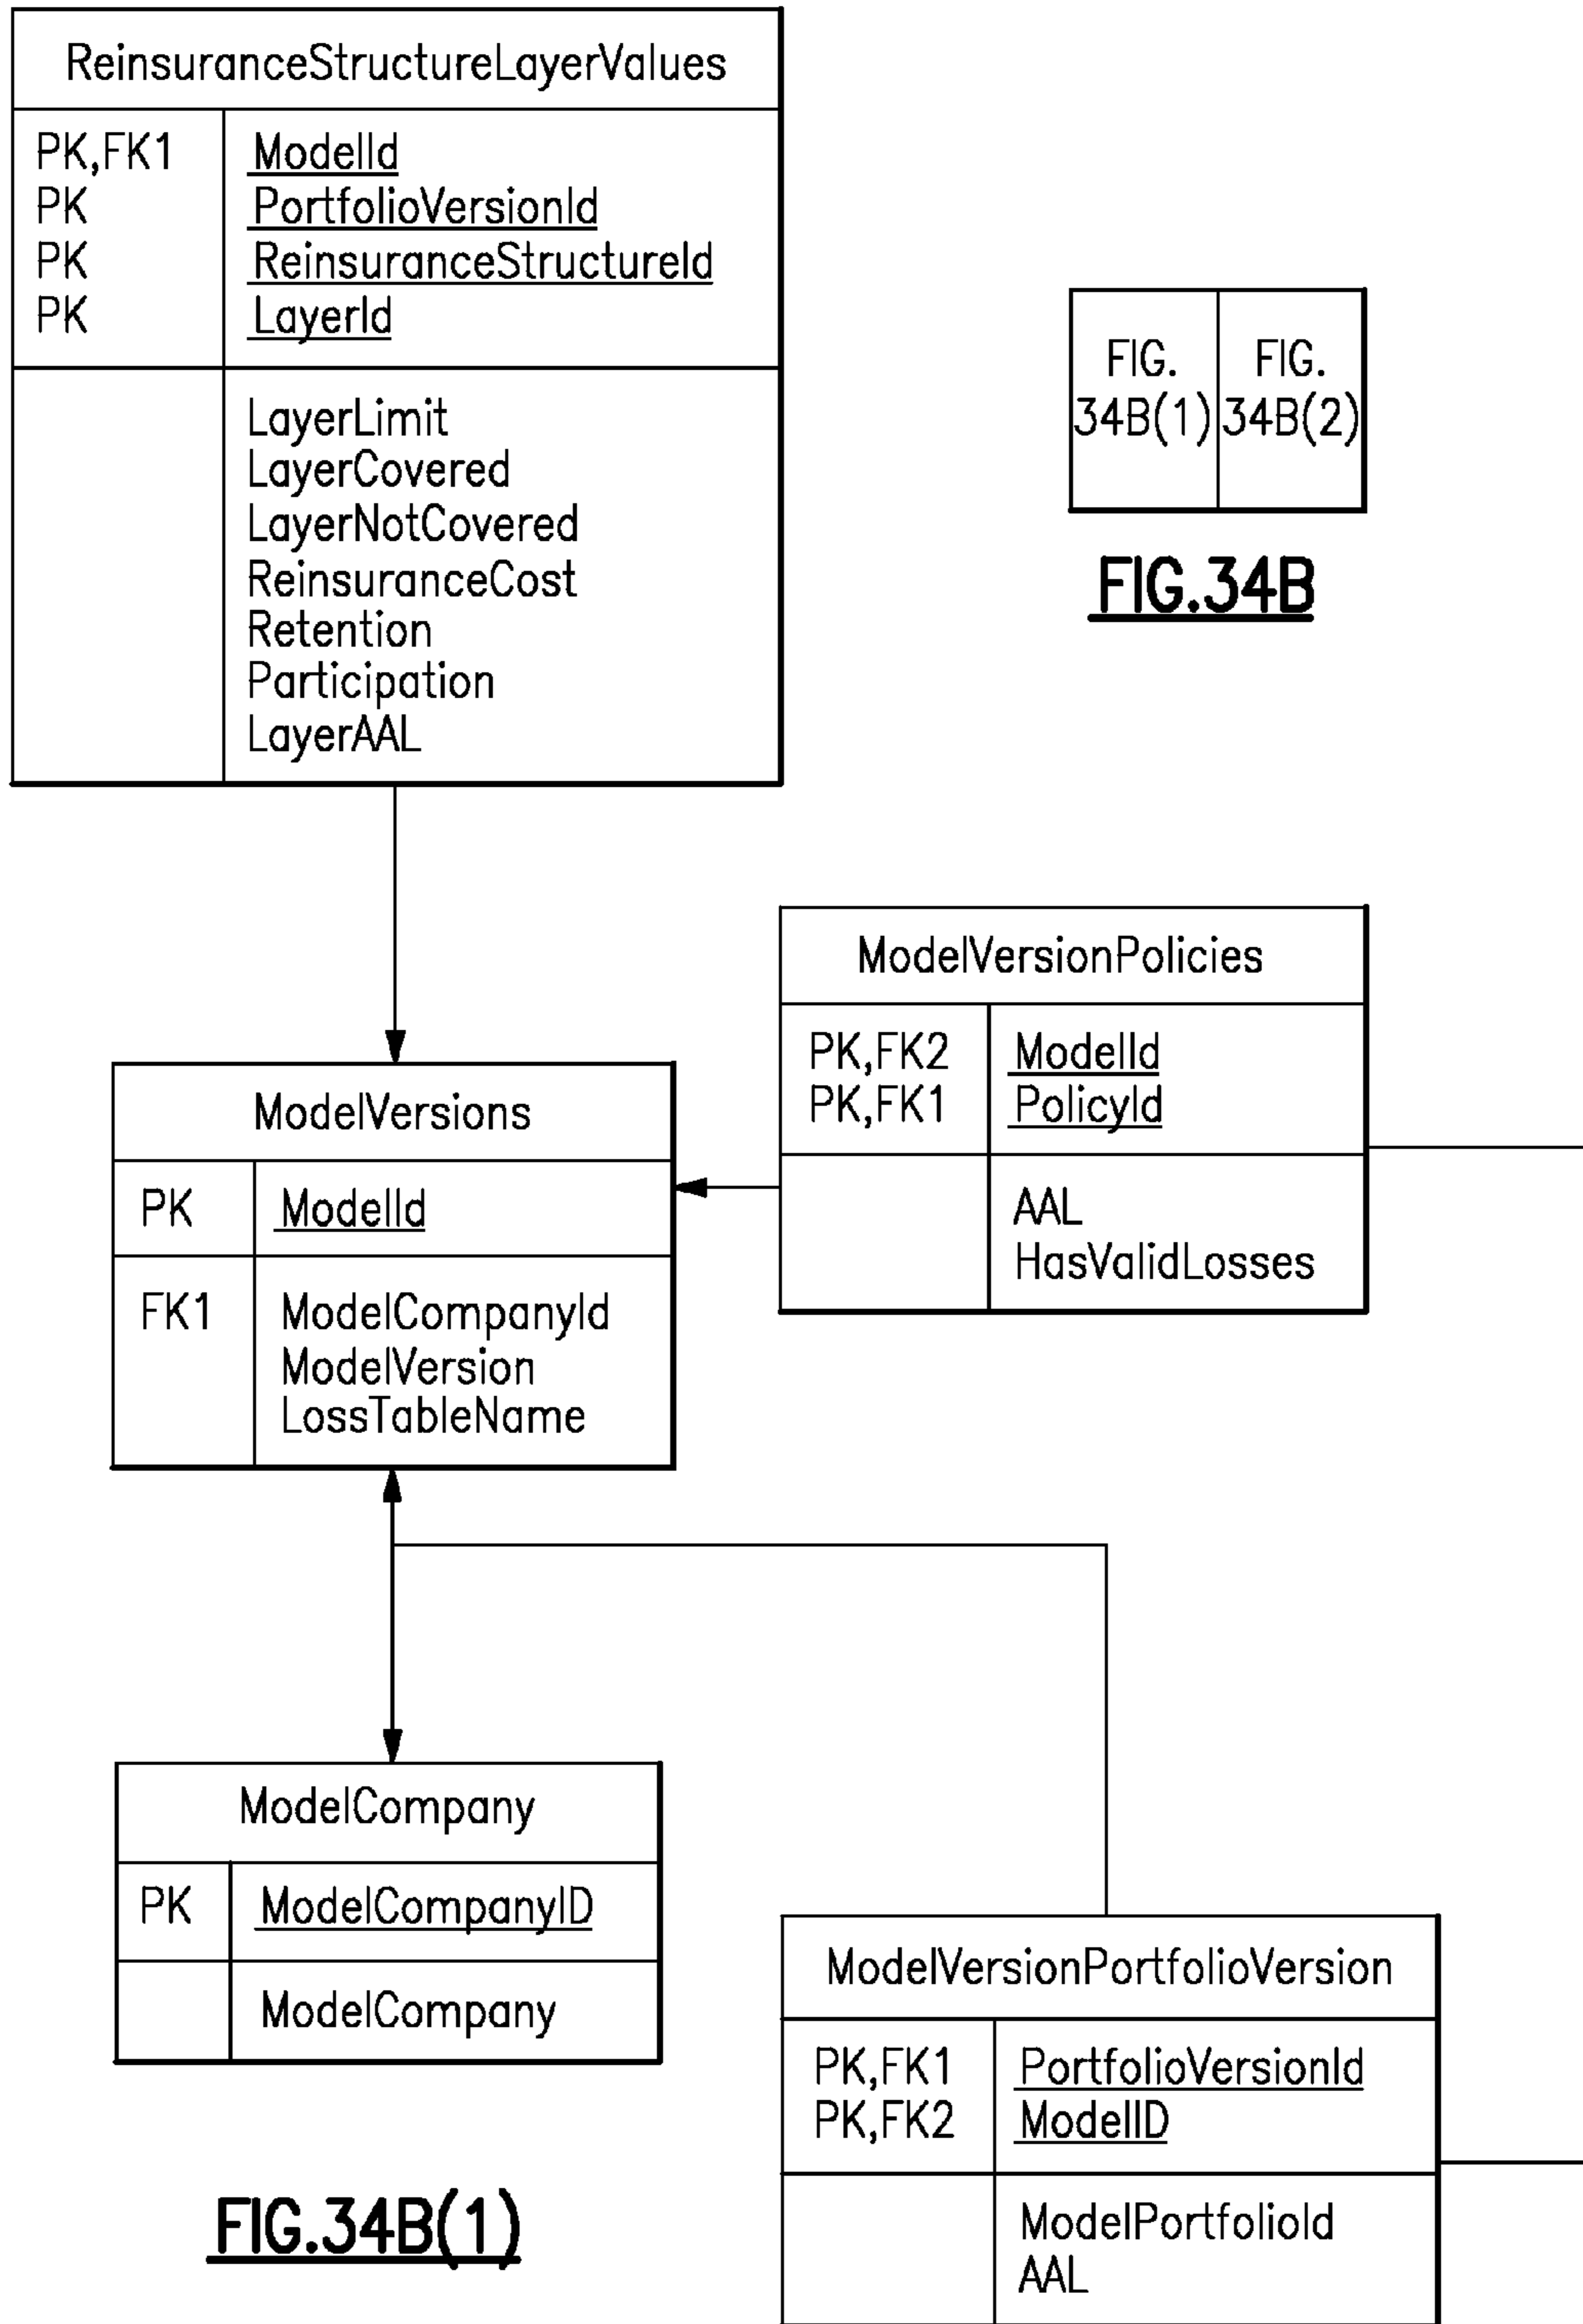 ReinsuranceStructureLayerValues
PK,FK1 ModelId
PK PortfolioVersionId
PK ReinsuranceStructureId
PK LayerId
LayerLimit
LayerCovered
LayerNotCovered
ReinsuranceCost
Retention
Participation
LayerAAL
FIG. FIG.
34B(1) 34B(2)
FIG.34B
ModelVersionPolicies
PK,FK2 ModelId
PK,FK1 PolicyId
AAL
HasValidLosses
ModelVersions
PK ModelId
FK1 ModelCompanyId
ModelVersion
LossTableName
ModelCompany
PK ModelCompanyID
ModelCompany
ModelVersionPortfolioVersion
PK,FK1 PortfolioVersionId
PK,FK2 ModelID
ModelPortfolioId
AAL
FIG.34B(1)